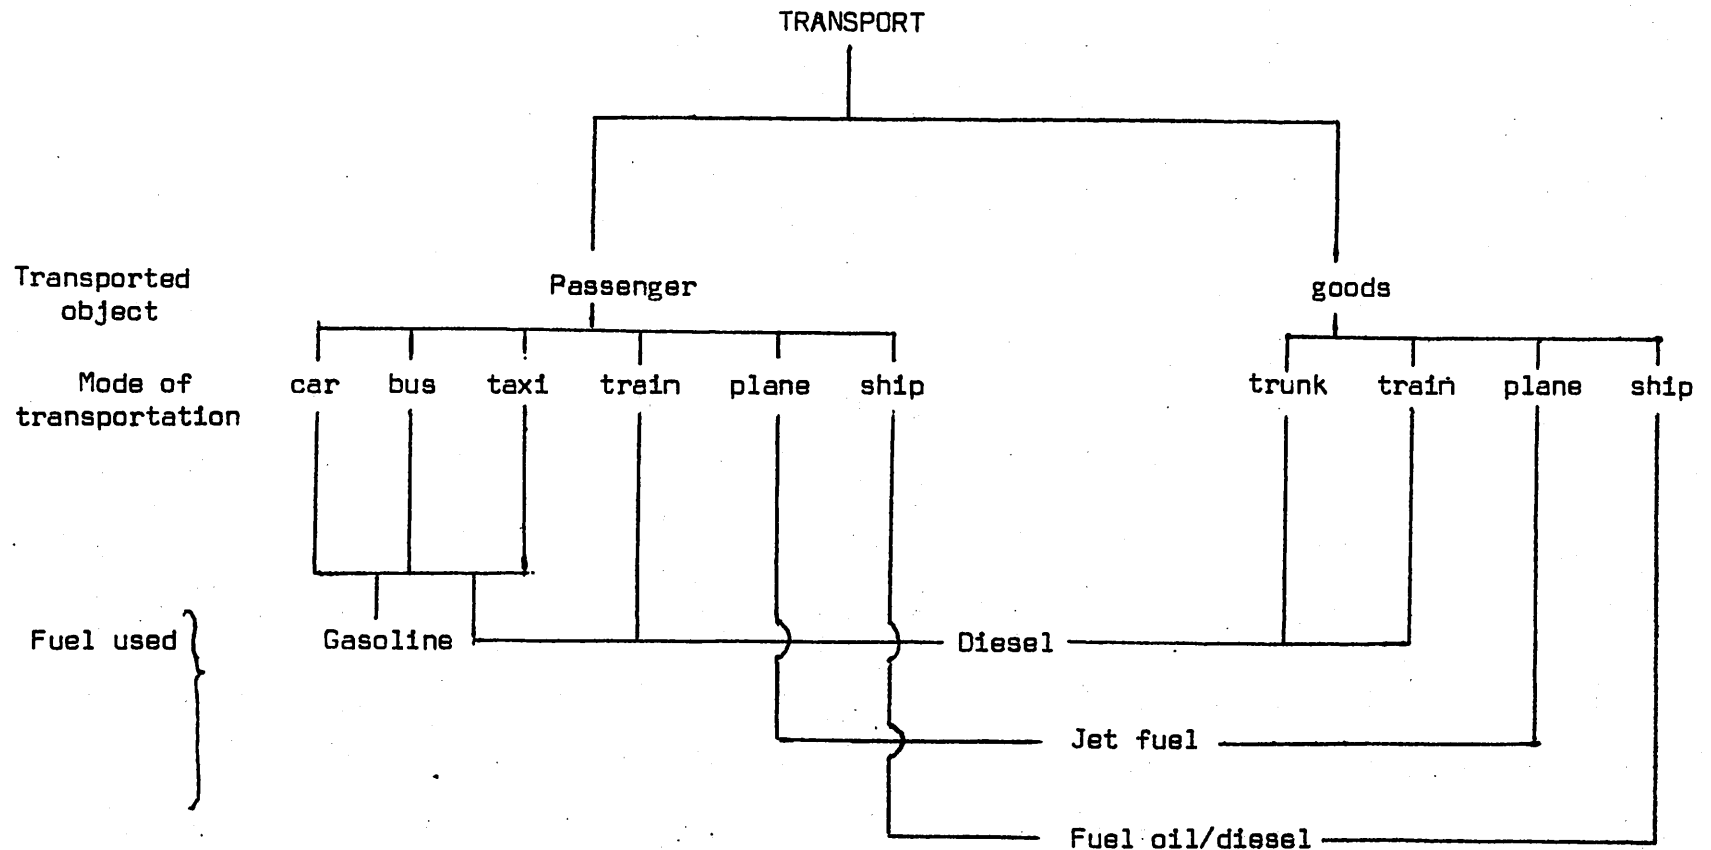 TRANSPORT
Transported
object
Passenger
goods
Mode of
transportation
car bus taxi train plane ship
trunk train plane ship
Fuel used
Gasoline
Diesel
Jet fuel
Fuel oil/diesel